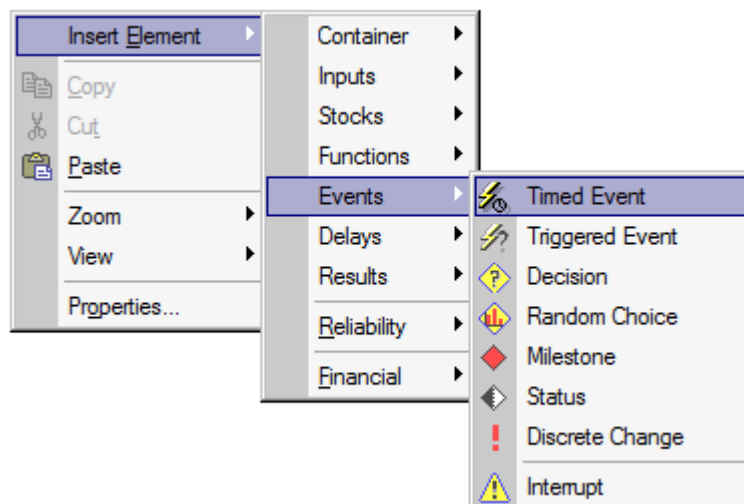 Insert Element
Copy
Cut
Paste
Zoom
View
Properties...
Container
Inputs
Stocks
Functions
Events
Delays
Results
Reliability
Financial
Timed Event
Triggered Event
Decision
Random Choice
Milestone
Status
Discrete Change
Interrupt